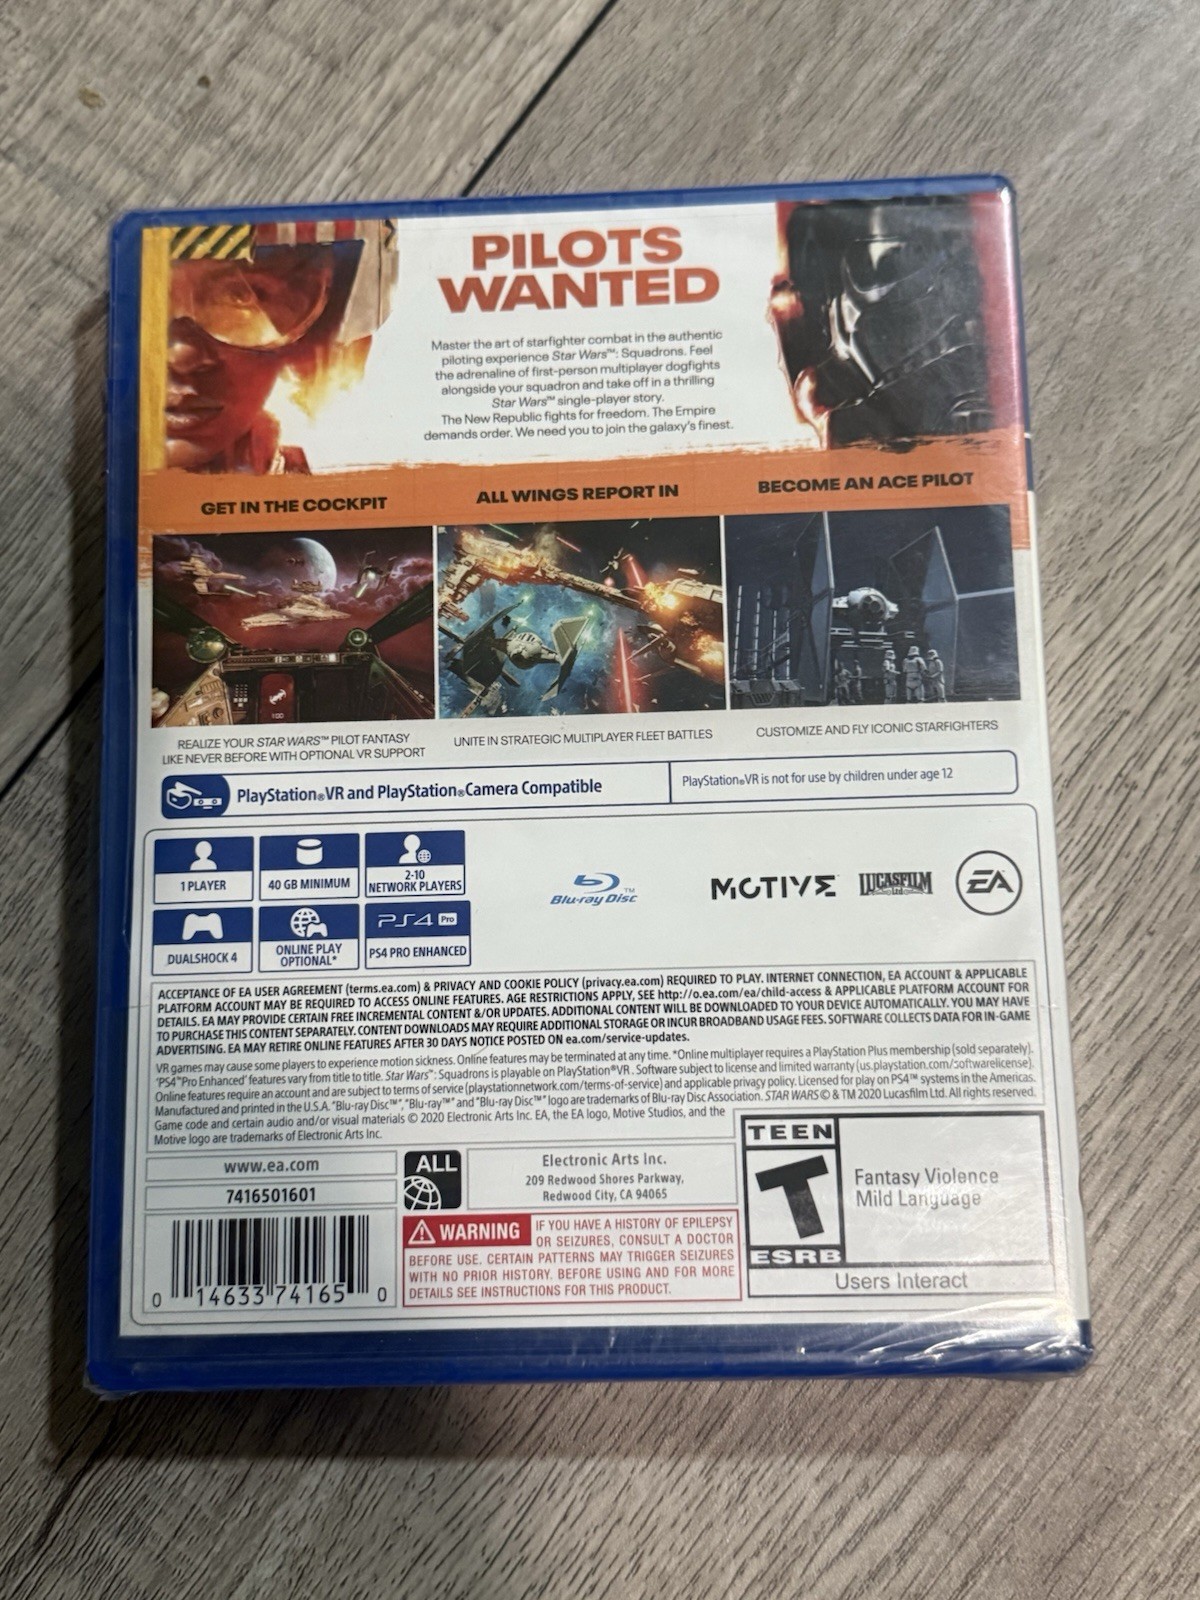 PILOTS
WANTED
Master the art of starfighter combat in the authentic
piloting experience Star Wars™: Squadrons. Feel
the adrenaline of first-person multiplayer dogfights
alongside your squadron and take off in a thrilling
Star Wars™ single-player story.
The New Republic fights for freedom. The Empire
demands order. We need you to join the galaxy's finest.
GET IN THE COCKPIT
ALL WINGS REPORT IN
BECOME AN ACE PILOT
REALIZE YOUR STAR WARS™ PILOT FANTASY
LIKE NEVER BEFORE WITH OPTIONAL VR SUPPORT
UNITE IN STRATEGIC MULTIPLAYER FLEET BATTLES
CUSTOMIZE AND FLY ICONIC STARFIGHTERS
PlayStation®VR and PlayStation®Camera Compatible
PlayStation®VR is not for use by children under age 12
1 PLAYER
40 GB MINIMUM
2-10
NETWORK PLAYERS
DUALSHOCK 4
ONLINE PLAY
OPTIONAL*
PS4 Pro
PS4 PRO ENHANCED
Blu-ray Disc™
MOTIVE
LUCASFILM
Ltd
EA
ACCEPTANCE OF EA USER AGREEMENT (terms.ea.com) & PRIVACY AND COOKIE POLICY (privacy.ea.com) REQUIRED TO PLAY. INTERNET CONNECTION, EA ACCOUNT & APPLICABLE
PLATFORM ACCOUNT MAY BE REQUIRED TO ACCESS ONLINE FEATURES. AGE RESTRICTIONS APPLY, SEE http://o.ea.com/ea/child-access & APPLICABLE PLATFORM ACCOUNT FOR
DETAILS. EA MAY PROVIDE CERTAIN FREE INCREMENTAL CONTENT &/OR UPDATES. ADDITIONAL CONTENT WILL BE DOWNLOADED TO YOUR DEVICE AUTOMATICALLY. YOU MAY HAVE
TO PURCHASE THIS CONTENT SEPARATELY. CONTENT DOWNLOADS MAY REQUIRE ADDITIONAL STORAGE OR INCUR BROADBAND USAGE FEES. SOFTWARE COLLECTS DATA FOR IN-GAME
ADVERTISING. EA MAY RETIRE ONLINE FEATURES AFTER 30 DAYS NOTICE POSTED ON ea.com/service-updates.
VR games may cause some players to experience motion sickness. Online features may be terminated at any time. *Online multiplayer requires a PlayStation Plus membership (sold separately).
'PS4™Pro Enhanced' features vary from title to title. Star Wars™: Squadrons is playable on PlayStation®VR. Software subject to license and limited warranty (us.playstation.com/softwarelicense).
Online features require an account and are subject to terms of service (playstationnetwork.com/terms-of-service) and applicable privacy policy. Licensed for play on PS4™ systems in the Americas.
Manufactured and printed in the U.S.A. "Blu-ray Disc™", "Blu-ray™" and "Blu-ray Disc™" logo are trademarks of Blu-ray Disc Association. STAR WARS © & TM 2020 Lucasfilm Ltd. All rights reserved.
Game code and certain audio and/or visual materials © 2020 Electronic Arts Inc. EA, the EA logo, Motive Studios, and the
Motive logo are trademarks of Electronic Arts Inc.
www.ea.com
7416501601
0 14633 74165 0
ALL
Electronic Arts Inc.
209 Redwood Shores Parkway,
Redwood City, CA 94065
WARNING IF YOU HAVE A HISTORY OF EPILEPSY
OR SEIZURES, CONSULT A DOCTOR
BEFORE USE. CERTAIN PATTERNS MAY TRIGGER SEIZURES
WITH NO PRIOR HISTORY. BEFORE USING AND FOR MORE
DETAILS SEE INSTRUCTIONS FOR THIS PRODUCT.
TEEN
T
ESRB
Fantasy Violence
Mild Language
Users Interact